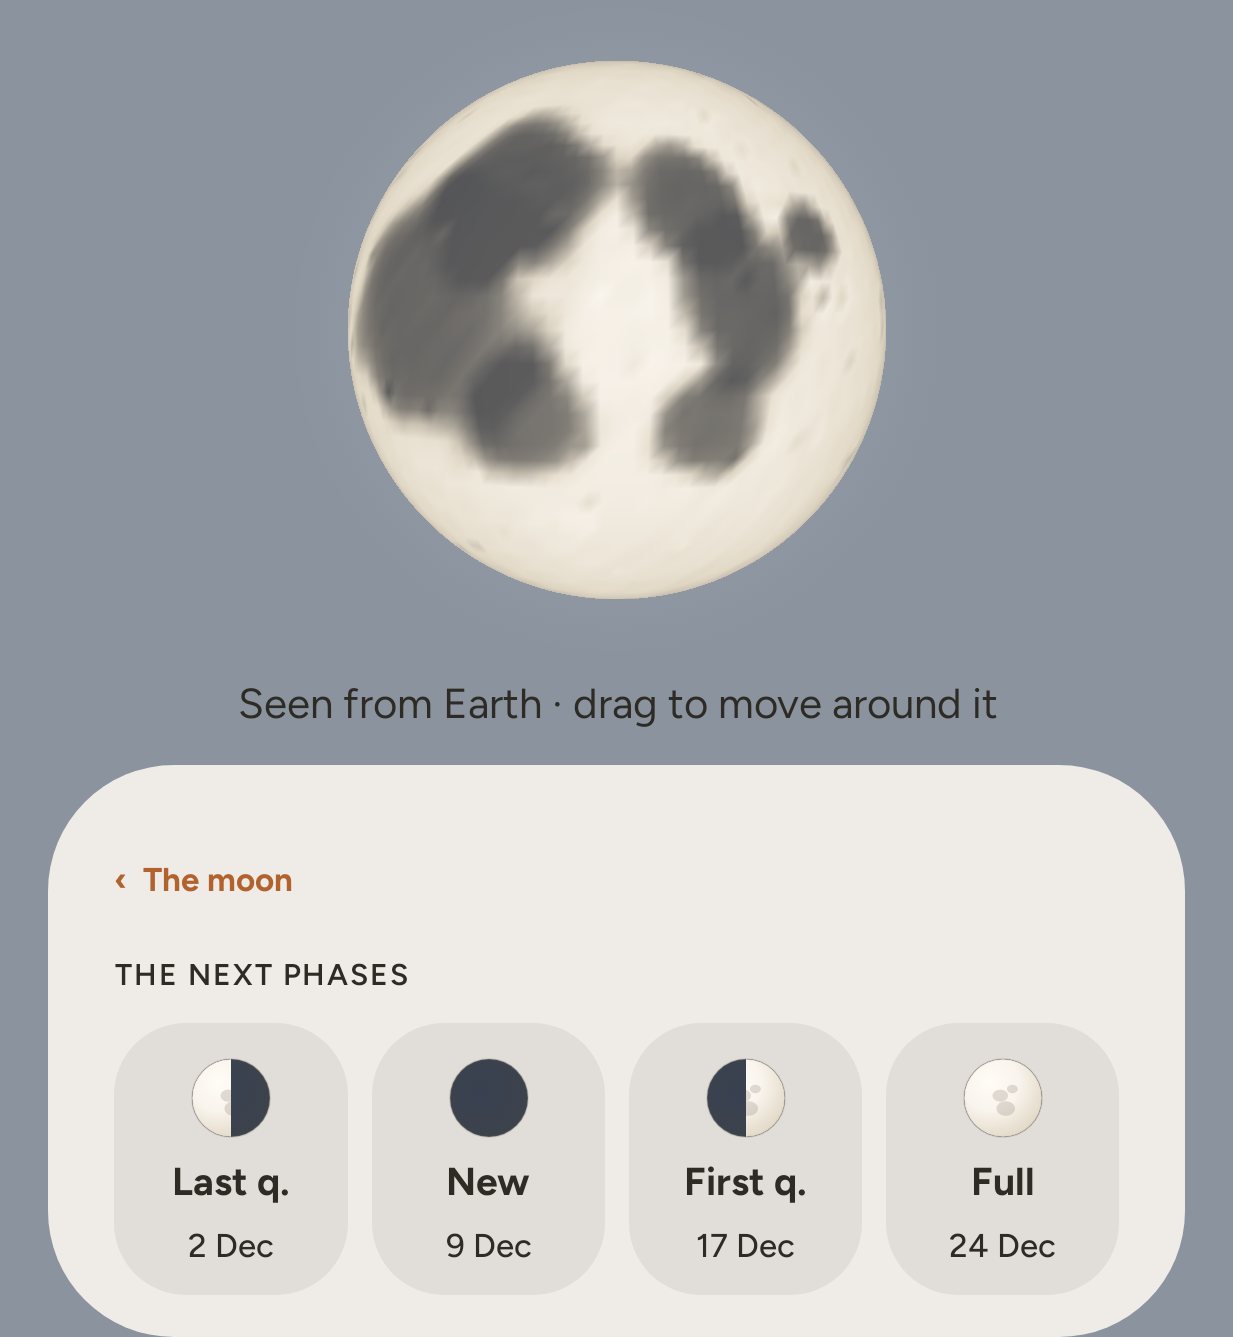 Seen from Earth · drag to move around it
‹ The moon
THE NEXT PHASES
Last q.
2 Dec
New
9 Dec
First q.
17 Dec
Full
24 Dec